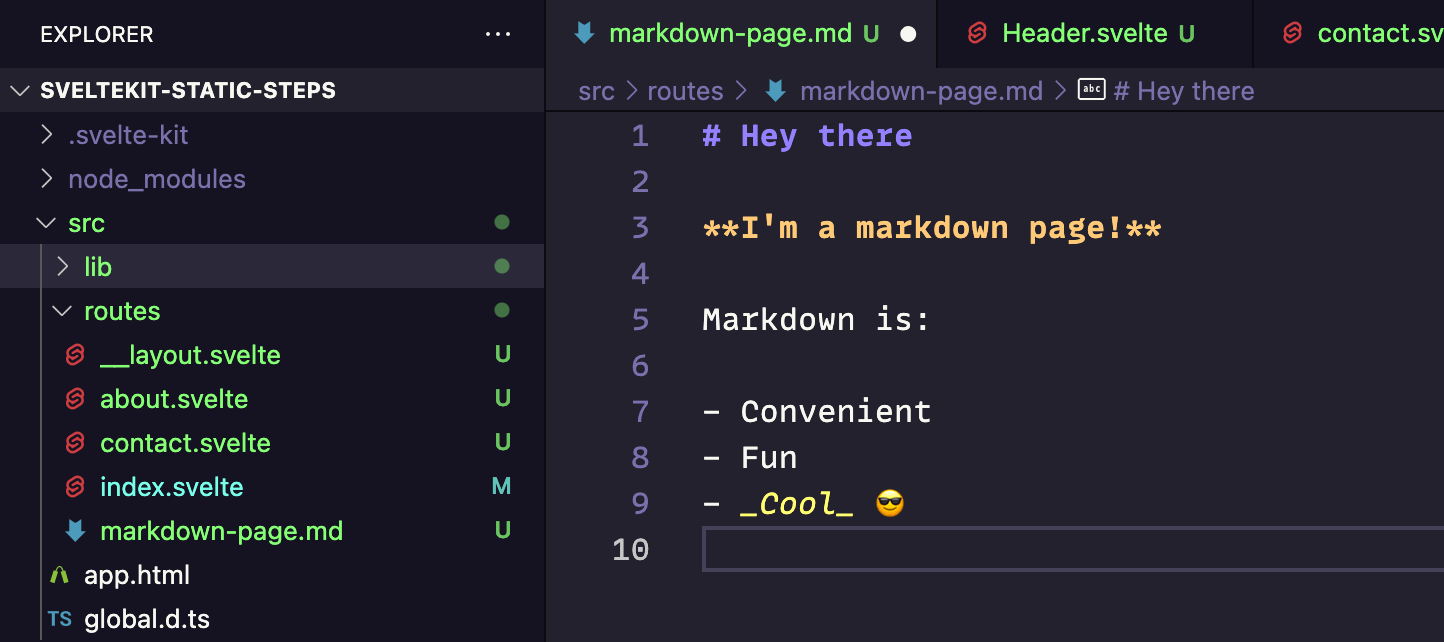 EXPLORER ...
SVELTEKIT-STATIC-STEPS
.svelte-kit
node_modules
src
lib
routes
__layout.svelte U
about.svelte U
contact.svelte U
index.svelte M
markdown-page.md U
app.html
TS global.d.ts
markdown-page.md U Header.svelte U contact.sv
src > routes > markdown-page.md > abc # Hey there
1 # Hey there
2
3 **I'm a markdown page!**
4
5 Markdown is:
6
7 - Convenient
8 - Fun
9 - _Cool_ 😎
10